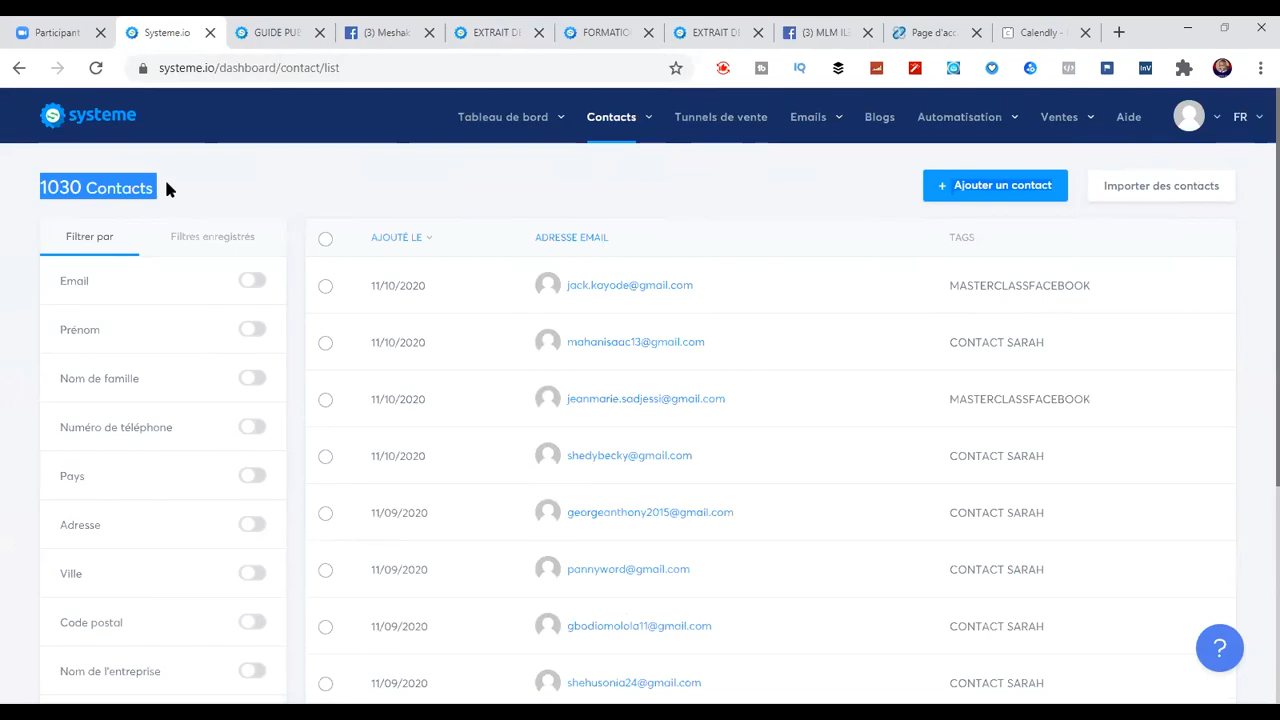 Participant
Systeme.io
GUIDE PUB
(3) Meshak
EXTRAIT DE
FORMATIO
EXTRAIT DE
(3) MLM ILS
Page d'acc
Calendly -
systeme.io/dashboard/contact/list
systeme
Tableau de bord
Contacts
Tunnels de vente
Emails
Blogs
Automatisation
Ventes
Aide
FR
1030 Contacts
+ Ajouter un contact
Importer des contacts
Filtrer par
Filtres enregistrés
AJOUTÉ LE
ADRESSE EMAIL
TAGS
Email
11/10/2020
jack.kayode@gmail.com
MASTERCLASSFACEBOOK
Prénom
11/10/2020
mahanisaac13@gmail.com
CONTACT SARAH
Nom de famille
11/10/2020
jeanmarie.sadjessi@gmail.com
MASTERCLASSFACEBOOK
Numéro de téléphone
11/10/2020
shedybecky@gmail.com
CONTACT SARAH
Pays
11/09/2020
georgeanthony2015@gmail.com
CONTACT SARAH
Adresse
11/09/2020
pannyword@gmail.com
CONTACT SARAH
Ville
11/09/2020
gbodiomolola11@gmail.com
CONTACT SARAH
Code postal
11/09/2020
shehusonia24@gmail.com
CONTACT SARAH
Nom de l'entreprise
?